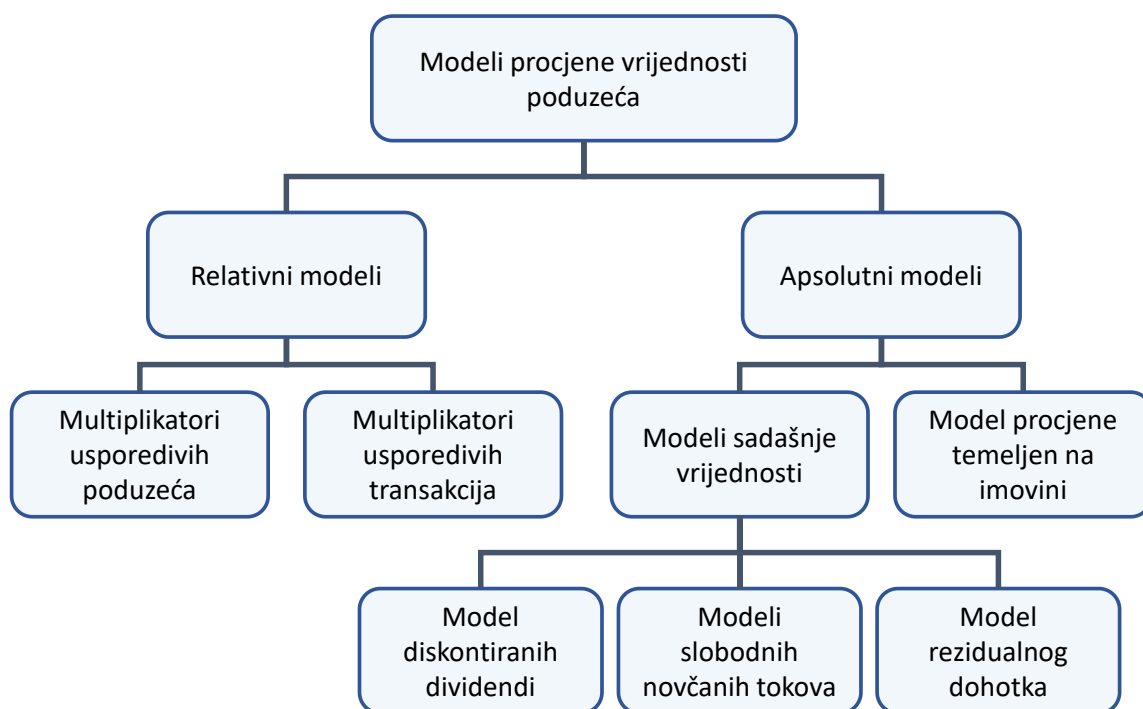 Modeli procjene vrijednosti
poduzeća
Relativni modeli
Apsolutni modeli
Multiplikatori
usporedivih
poduzeća
Multiplikatori
usporedivih
transakcija
Modeli sadašnje
vrijednosti
Model procjene
temeljen na
imovini
Model
diskontiranih
dividendi
Modeli
slobodnih
novčanih tokova
Model
rezidualnog
dohotka